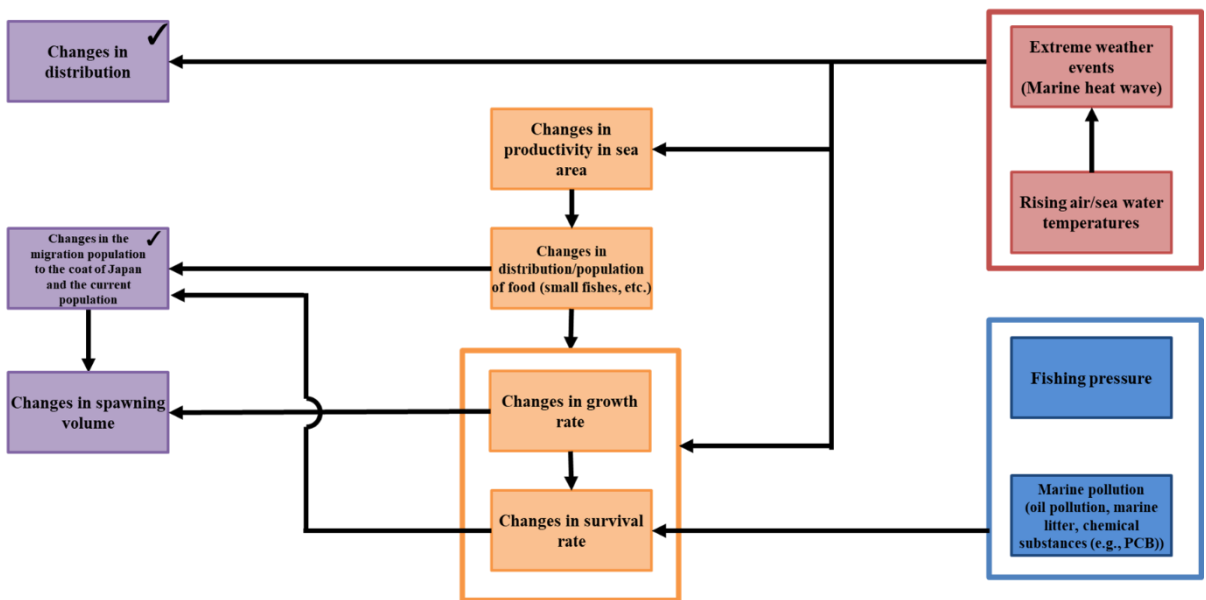 Changes in
distribution
✓
Extreme weather
events
(Marine heat wave)
Changes in
productivity in sea
area
Rising air/sea water
temperatures
Changes in the
migration population
to the coat of Japan
and the current
population
✓
Changes in
distribution/population
of food (small fishes, etc.)
Fishing pressure
Changes in spawning
volume
Changes in growth
rate
Changes in survival
rate
Marine pollution
(oil pollution, marine
litter, chemical
substances (e.g., PCB))